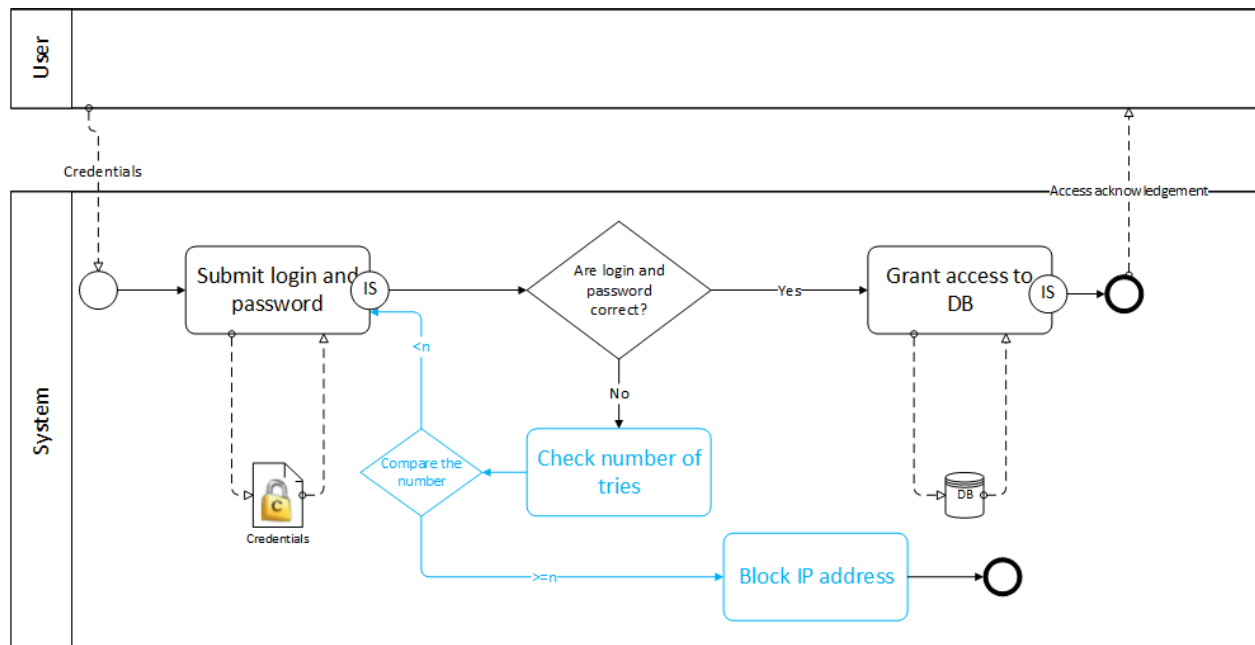 User
Credentials
Access acknowledgement
System
Submit login and
password
IS
Are login and
password
correct?
Yes
Grant access to
DB
IS
<n
No
Compare the
number
Check number of
tries
C
Credentials
DB
>=n
Block IP address